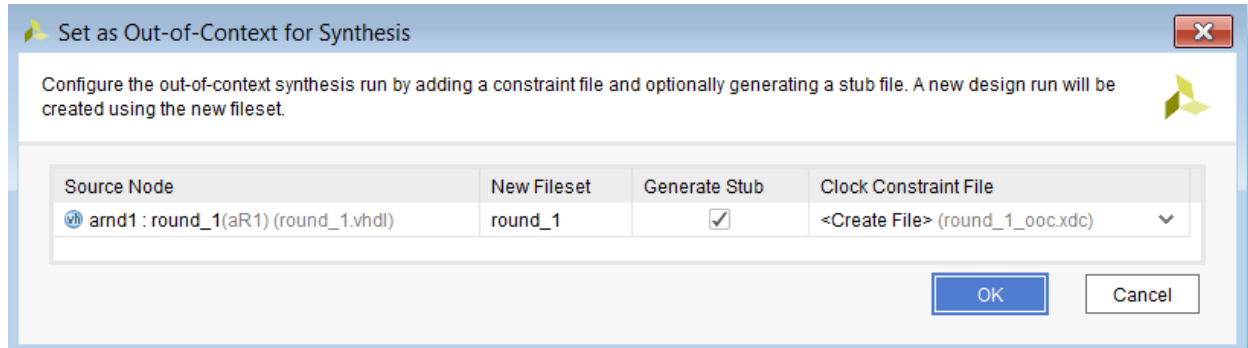 Set as Out-of-Context for Synthesis
Configure the out-of-context synthesis run by adding a constraint file and optionally generating a stub file. A new design run will be
created using the new fileset.
Source Node New Fileset Generate Stub Clock Constraint File
arnd1 : round_1(aR1) (round_1.vhdl) round_1 <Create File> (round_1_ooc.xdc)
OK Cancel